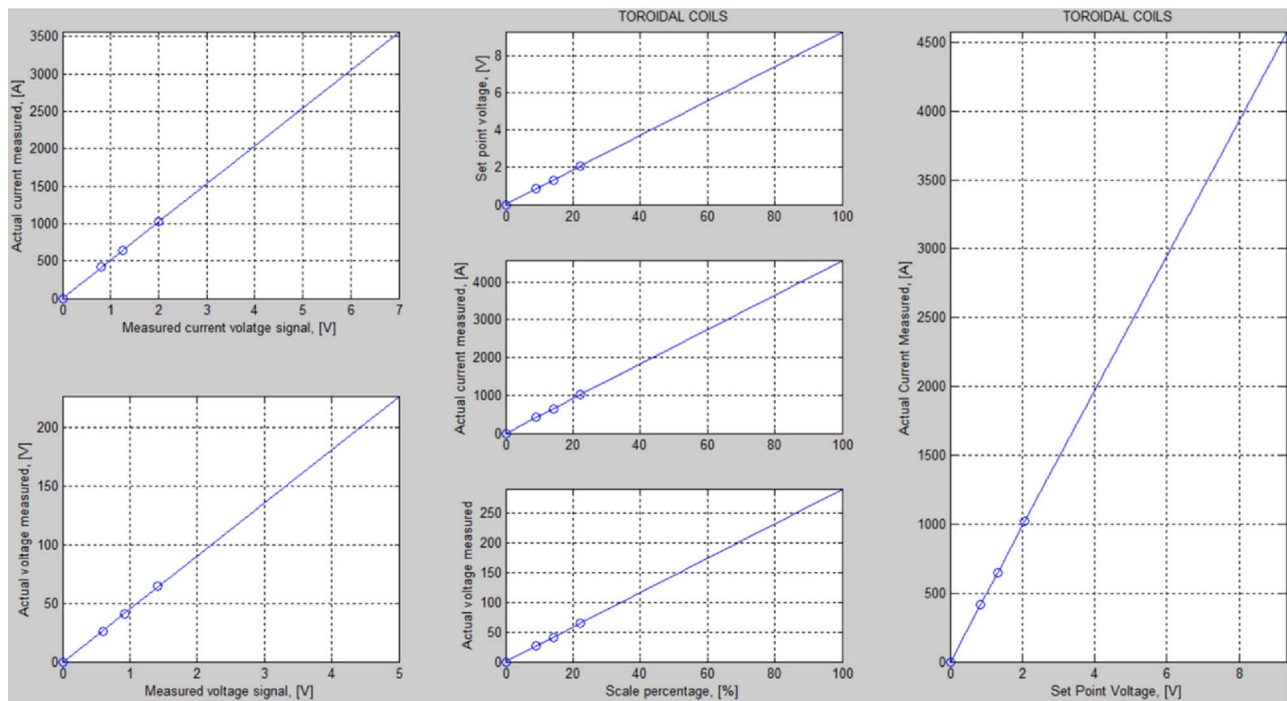 3500
3000
2500
2000
1500
1000
500
0
Actual current measured, [A]
0 1 2 3 4 5 6 7
Measured current volatge signal, [V]
200
150
100
50
0
Actual voltage measured, [V]
0 1 2 3 4 5
Measured voltage signal, [V]
TOROIDAL COILS
8
6
4
2
0
Set point voltage, [V]
0 20 40 60 80 100
4000
3000
2000
1000
0
Actual current measured, [A]
0 20 40 60 80 100
250
200
150
100
50
0
Actual voltage measured
0 20 40 60 80 100
Scale percentage, [%]
TOROIDAL COILS
4500
4000
3500
3000
2500
2000
1500
1000
500
0
Actual Current Measured, [A]
0 2 4 6 8
Set Point Voltage, [V]